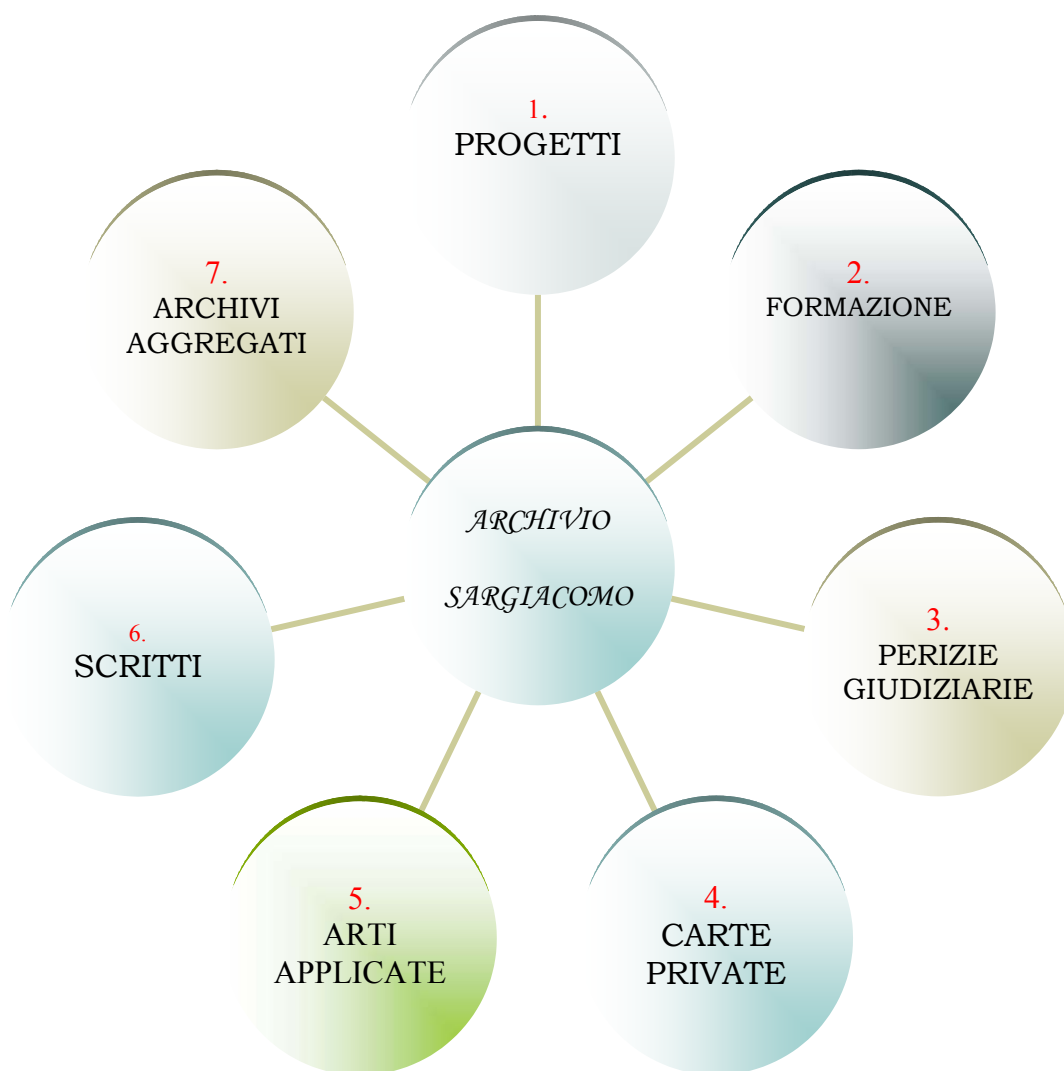 1.
PROGETTI
2.
FORMAZIONE
3.
PERIZIE
GIUDIZIARIE
4.
CARTE
PRIVATE
5.
ARTI
APPLICATE
6.
SCRITTI
7.
ARCHIVI
AGGREGATI
ARCHIVIO
SARGIACOMO